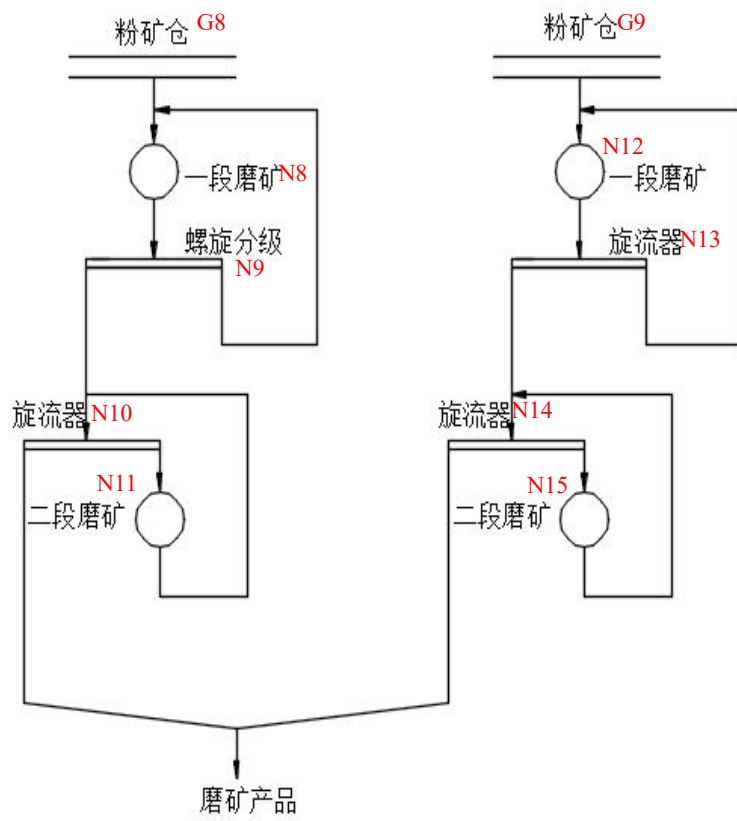 粉矿仓 G8
粉矿仓G9
一段磨矿N8
N12
一段磨矿
螺旋分级
N9
旋流器N13
旋流器N10
旋流器N14
N11
二段磨矿
N15
二段磨矿
磨矿产品